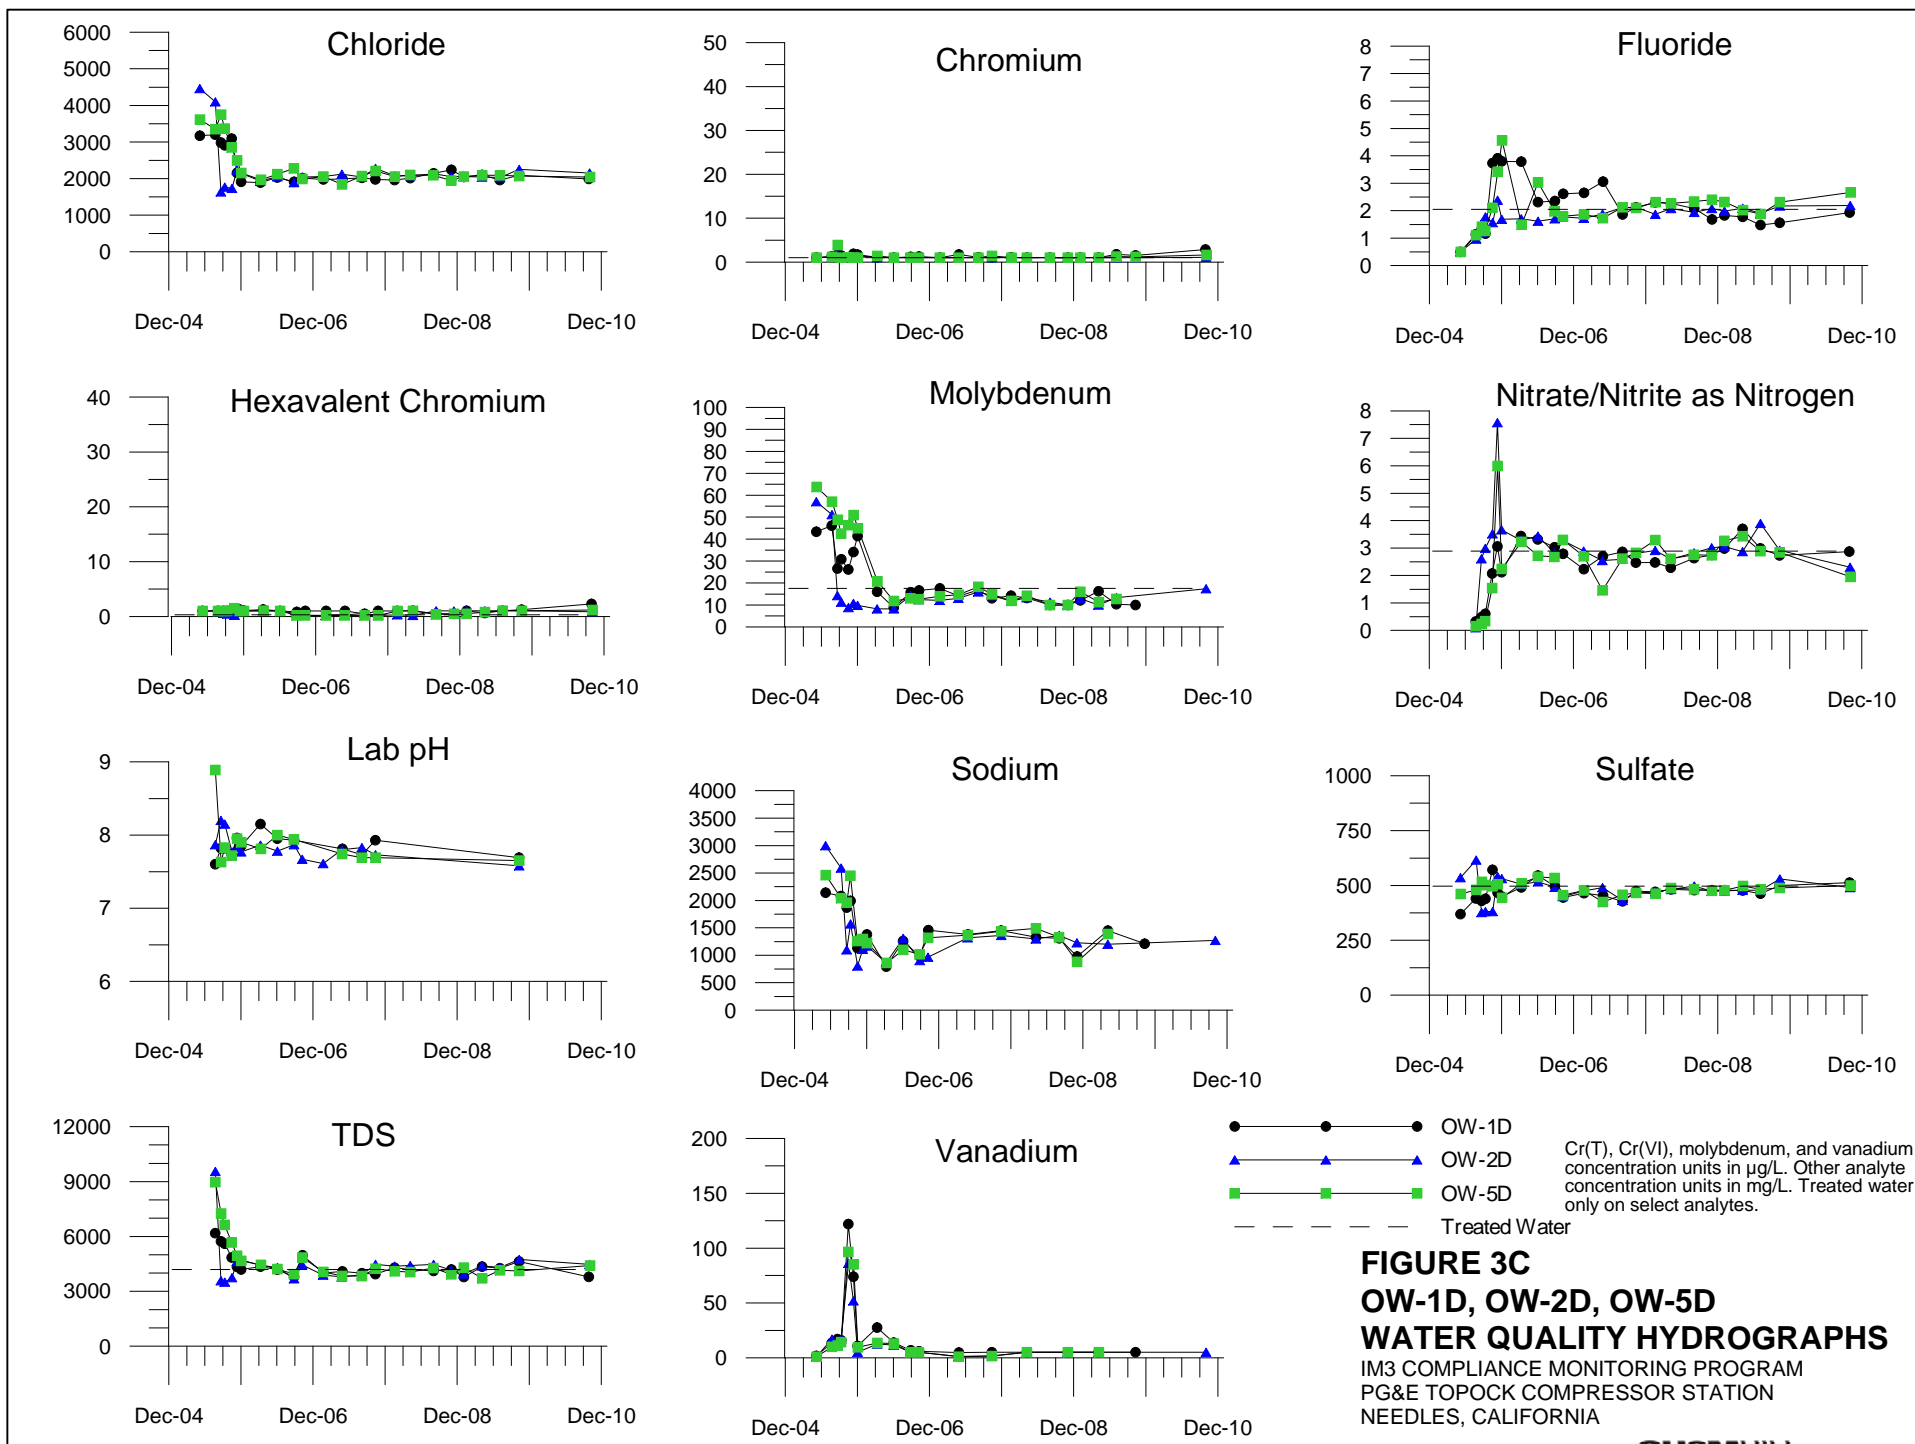 Chloride
6000
5000
4000
3000
2000
1000
0
Dec-04 Dec-06 Dec-08 Dec-10
Chromium
50
40
30
20
10
0
Dec-04 Dec-06 Dec-08 Dec-10
Fluoride
8
7
6
5
4
3
2
1
0
Dec-04 Dec-06 Dec-08 Dec-10
Hexavalent Chromium
40
30
20
10
0
Dec-04 Dec-06 Dec-08 Dec-10
Molybdenum
100
90
80
70
60
50
40
30
20
10
0
Dec-04 Dec-06 Dec-08 Dec-10
Nitrate/Nitrite as Nitrogen
8
7
6
5
4
3
2
1
0
Dec-04 Dec-06 Dec-08 Dec-10
Lab pH
9
8
7
6
Dec-04 Dec-06 Dec-08 Dec-10
Sodium
4000
3500
3000
2500
2000
1500
1000
500
0
Dec-04 Dec-06 Dec-08 Dec-10
Sulfate
1000
750
500
250
0
Dec-04 Dec-06 Dec-08 Dec-10
TDS
12000
9000
6000
3000
0
Dec-04 Dec-06 Dec-08 Dec-10
Vanadium
200
150
100
50
0
Dec-04 Dec-06 Dec-08 Dec-10
OW-1D
OW-2D
OW-5D
Treated Water
Cr(T), Cr(VI), molybdenum, and vanadium
concentration units in µg/L. Other analyte
concentration units in mg/L. Treated water
only on select analytes.
FIGURE 3C
OW-1D, OW-2D, OW-5D
WATER QUALITY HYDROGRAPHS
IM3 COMPLIANCE MONITORING PROGRAM
PG&E TOPOCK COMPRESSOR STATION
NEEDLES, CALIFORNIA